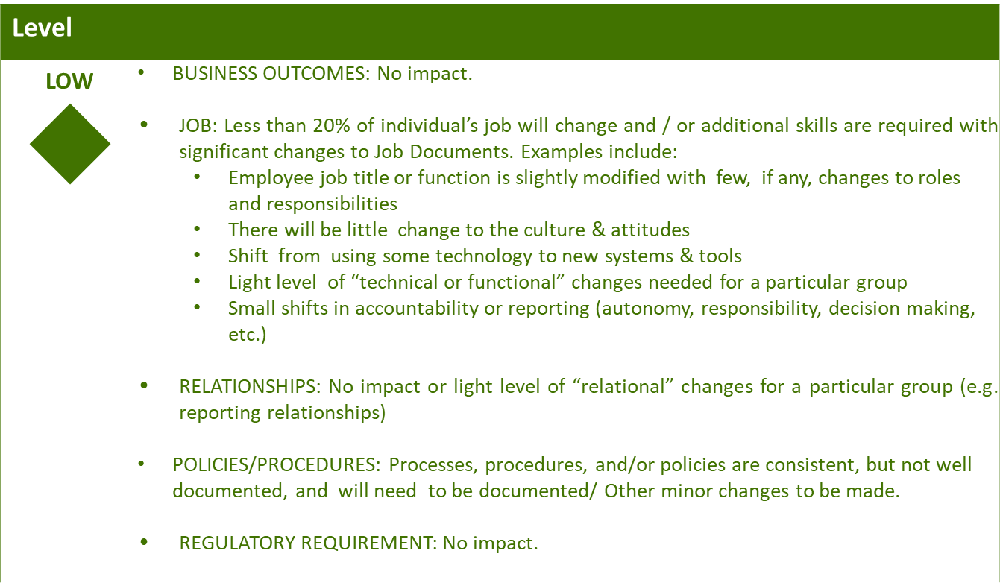 Level
LOW
• BUSINESS OUTCOMES: No impact.
• JOB: Less than 20% of individual’s job will change and / or additional skills are required with
significant changes to Job Documents. Examples include:
• Employee job title or function is slightly modified with few, if any, changes to roles
and responsibilities
• There will be little change to the culture & attitudes
• Shift from using some technology to new systems & tools
• Light level of “technical or functional” changes needed for a particular group
• Small shifts in accountability or reporting (autonomy, responsibility, decision making,
etc.)
• RELATIONSHIPS: No impact or light level of “relational” changes for a particular group (e.g.
reporting relationships)
• POLICIES/PROCEDURES: Processes, procedures, and/or policies are consistent, but not well
documented, and will need to be documented/ Other minor changes to be made.
• REGULATORY REQUIREMENT: No impact.